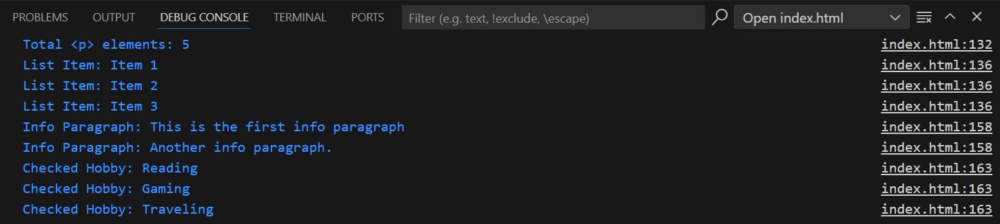 PROBLEMS OUTPUT DEBUG CONSOLE TERMINAL PORTS Filter (e.g. text, !exclude, \escape) Open index.html
Total <p> elements: 5 index.html:132
List Item: Item 1 index.html:136
List Item: Item 2 index.html:136
List Item: Item 3 index.html:136
Info Paragraph: This is the first info paragraph index.html:158
Info Paragraph: Another info paragraph. index.html:158
Checked Hobby: Reading index.html:163
Checked Hobby: Gaming index.html:163
Checked Hobby: Traveling index.html:163